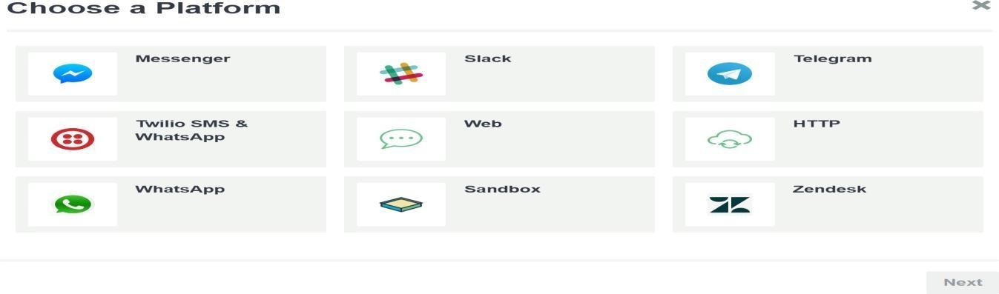 Choose a Platform
Messenger
Slack
Telegram
Twilio SMS &
WhatsApp
Web
HTTP
WhatsApp
Sandbox
Zendesk
Next